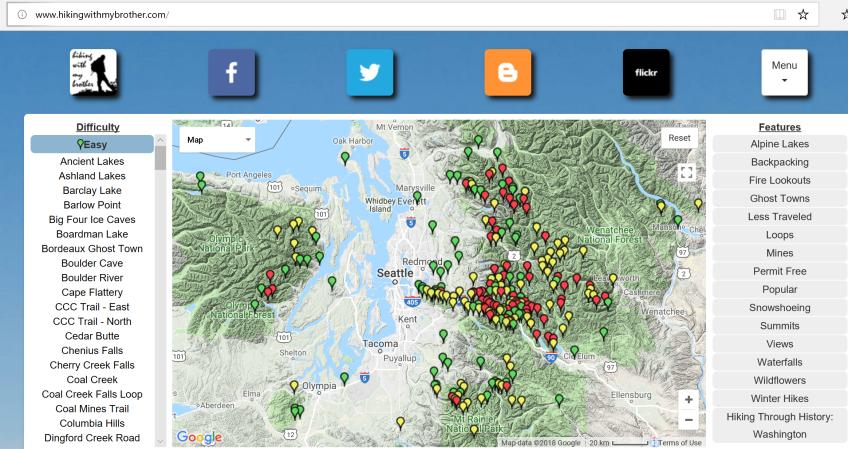 www.hikingwithmybrother.com/
hiking
with
my
brother
flickr
Menu
Difficulty
Easy
Ancient Lakes
Ashland Lakes
Barclay Lake
Barlow Point
Big Four Ice Caves
Boardman Lake
Bordeaux Ghost Town
Boulder Cave
Boulder River
Cape Flattery
CCC Trail - East
CCC Trail - North
Cedar Butte
Chenius Falls
Cherry Creek Falls
Coal Creek
Coal Creek Falls Loop
Coal Mines Trail
Columbia Hills
Dingford Creek Road
Map
Reset
Mt Vernon
Oak Harbor
Port Angeles
Sequim
101
Marysville
Whidbey
Island
Everett
5
101
Olympic
National Park
Redmond
Seattle
405
Kent
Olympic
National Forest
Wenatchee
National Forest
2
97
2
Cashmere
Wenatchee
Tacoma
Puyallup
Shelton
101
Olympia
5
Elma
Aberdeen
12
Cle Elum
90
Ellensburg
Mt Rainier
National Park
Google
Map data ©2018 Google
20 km
Terms of Use
Features
Alpine Lakes
Backpacking
Fire Lookouts
Ghost Towns
Less Traveled
Loops
Mines
Permit Free
Popular
Snowshoeing
Summits
Views
Waterfalls
Wildflowers
Winter Hikes
Hiking Through History:
Washington